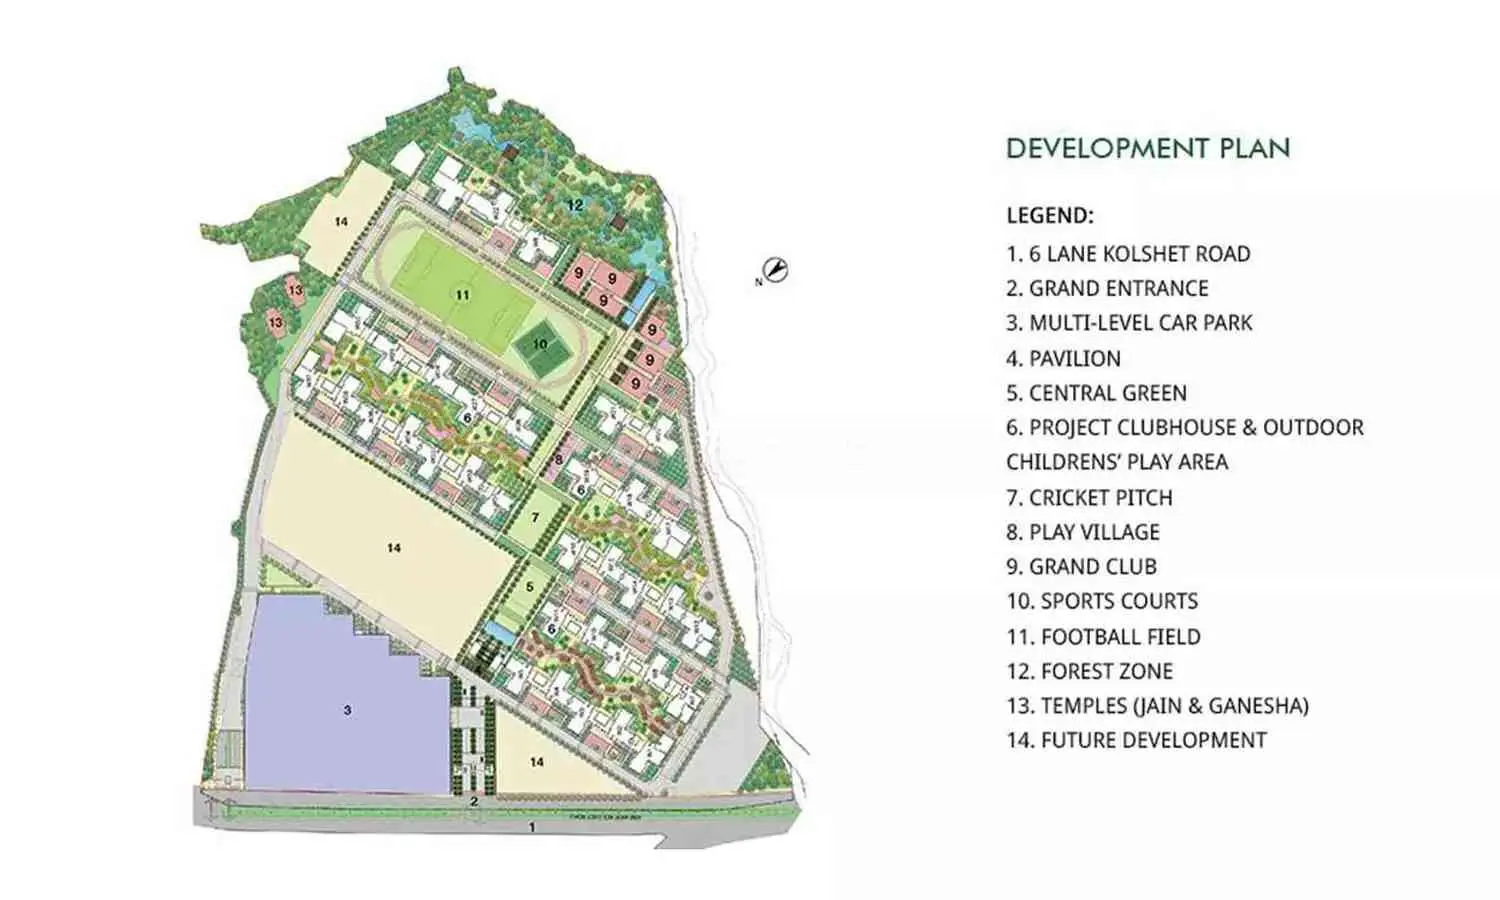 DEVELOPMENT PLAN
LEGEND:
1. 6 LANE KOLSHET ROAD
2. GRAND ENTRANCE
3. MULTI-LEVEL CAR PARK
4. PAVILION
5. CENTRAL GREEN
6. PROJECT CLUBHOUSE & OUTDOOR
CHILDRENS' PLAY AREA
7. CRICKET PITCH
8. PLAY VILLAGE
9. GRAND CLUB
10. SPORTS COURTS
11. FOOTBALL FIELD
12. FOREST ZONE
13. TEMPLES (JAIN & GANESHA)
14. FUTURE DEVELOPMENT
12
14
9
9
N
13
11
9
13
9
10
9
9
6
8
6
7
14
5
6
3
14
2
1